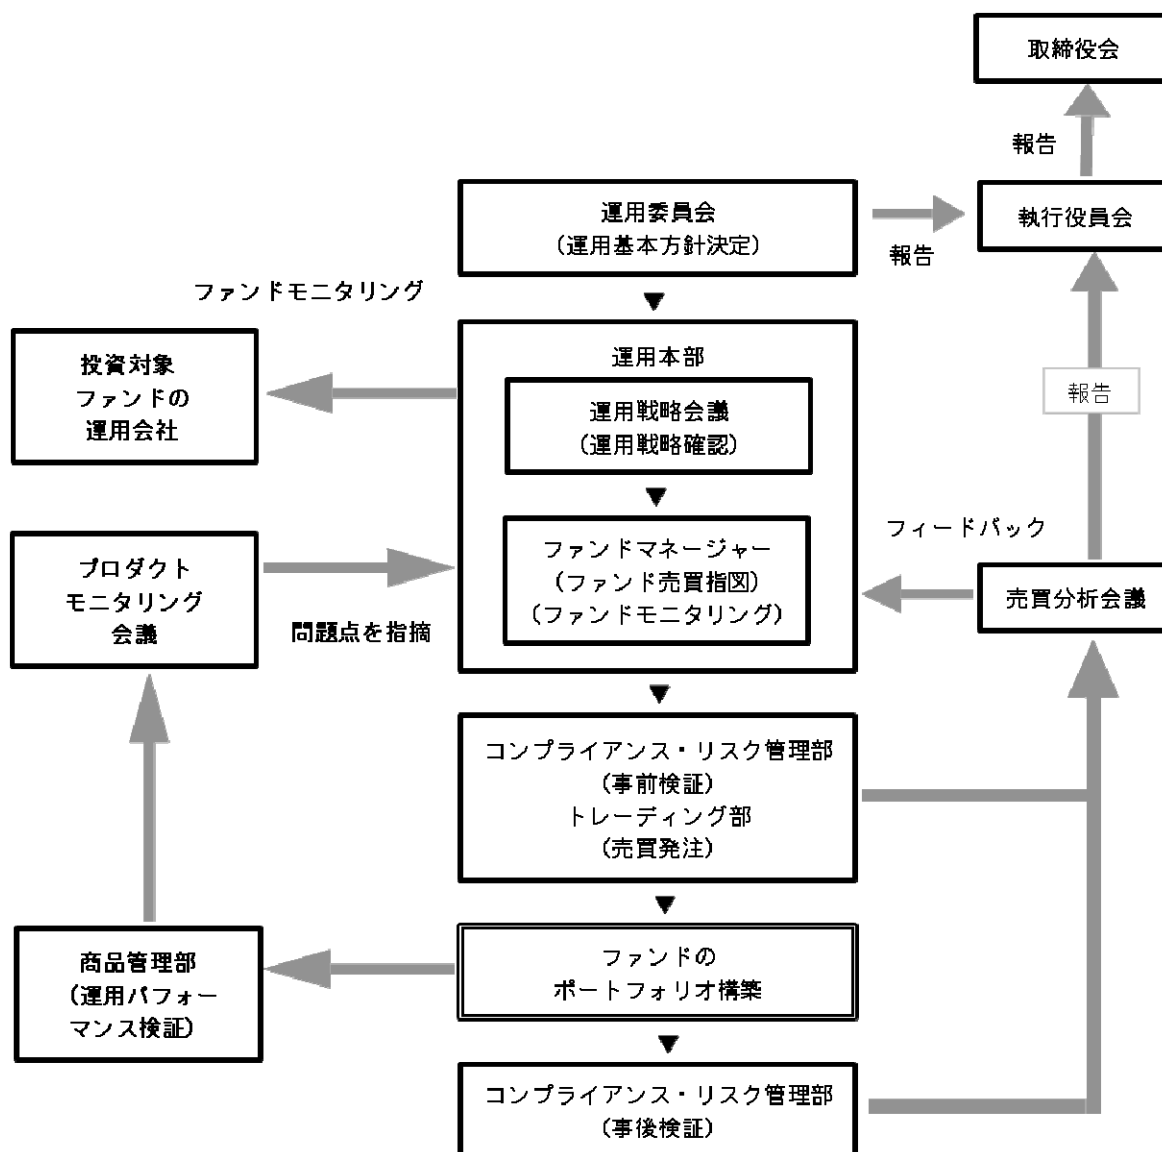 取締役会
報告
運用委員会
(運用基本方針決定)
報告
執行役員会
ファンドモニタリング
投資対象
ファンドの
運用会社
運用本部
運用戦略会議
(運用戦略確認)
報告
プロダクト
モニタリング
会議
問題点を指摘
ファンドマネージャー
(ファンド売買指図)
(ファンドモニタリング)
フィードバック
売買分析会議
コンプライアンス・リスク管理部
(事前検証)
トレーディング部
(売買発注)
商品管理部
(運用パフォー
マンス検証)
ファンドの
ポートフォリオ構築
コンプライアンス・リスク管理部
(事後検証)